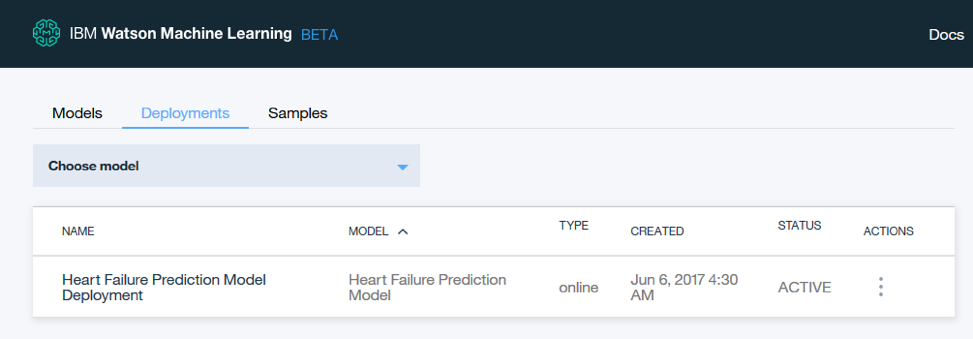 IBM Watson Machine Learning BETA
Docs
Models Deployments Samples
Choose model
NAME MODEL TYPE CREATED STATUS ACTIONS
Heart Failure Prediction Model
Deployment
Heart Failure Prediction
Model
online
Jun 6, 2017 4:30
AM
ACTIVE